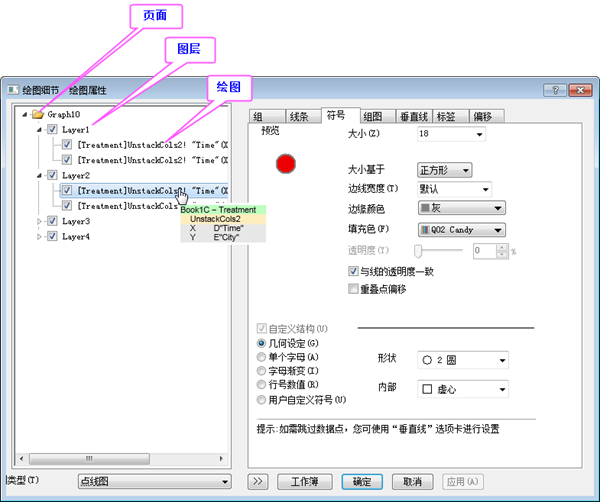 页面
图层
绘图
绘图细节 - 绘图属性
Graph10
Layer1
[Treatment]UnstackCols2! "Time"(X
[Treatment]UnstackCols2! "Time"(X
Layer2
[Treatment]UnstackCols2! "Time"(X
[Treatment]UnstackCols "Time"(X
Layer3
Layer4
Book1C – Treatment
UnstackCols2
X D"Time"
Y E"City"
组 线条 符号 组图 垂直线 标签 偏移
预览
大小(Z) 18
大小基于 正方形
边线宽度(T) 默认
边缘颜色 灰
填充色(F) Q02 Candy
透明度(Y) 0 %
与线的透明度一致
重叠点偏移
自定义结构(U)
几何设定(G)
单个字母(A)
字母渐变(I)
行号数值(R)
用户自定义符号(U)
形状 2 圆
内部 虚心
提示:如需跳过数据点，您可使用“垂直线”选项卡进行设置
类型(T) 点线图
>> 工作簿 确定 取消 应用(A)